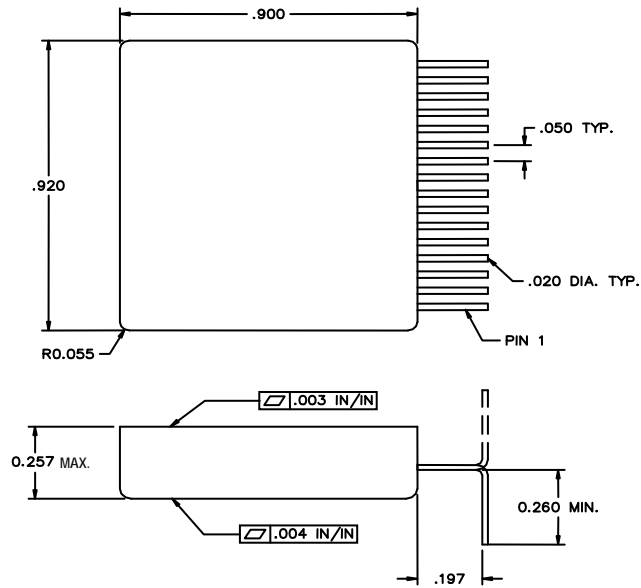 .900
.050 TYP.
.920
.020 DIA. TYP.
PIN 1
R0.055
.003 IN/IN
0.257 MAX.
0.260 MIN.
.004 IN/IN
.197